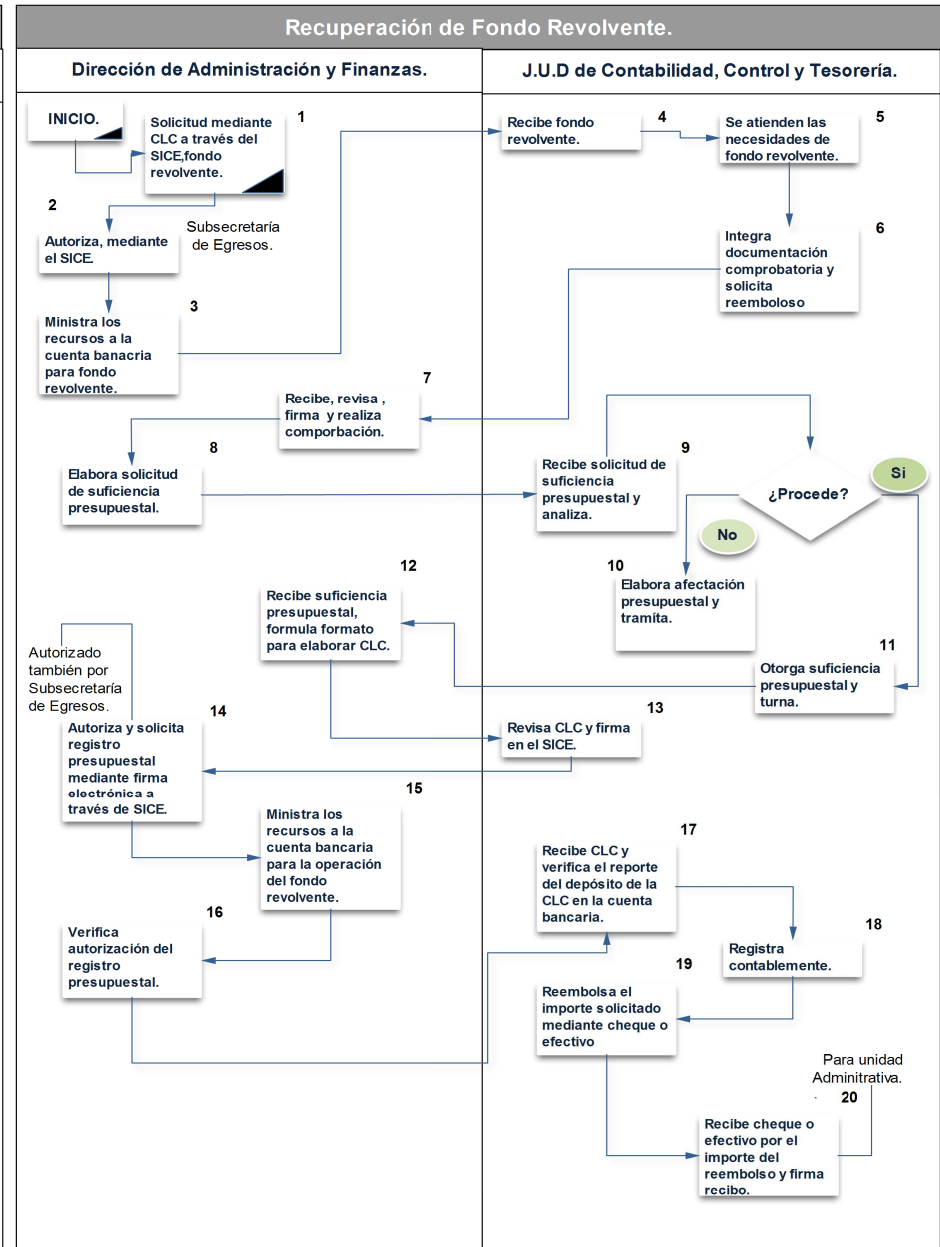 Recuperación de Fondo Revolvente.
Dirección de Administración y Finanzas.
J.U.D de Contabilidad, Control y Tesorería.
INICIO.
1
Solicitud mediante
CLC a través del
SICE,fondo
revolvente.
2
Subsecretaría
de Egresos.
Autoriza, mediante
el SICE.
3
Ministra los
recursos a la
cuenta banacria
para fondo
revolvente.
4
Recibe fondo
revolvente.
5
Se atienden las
necesidades de
fondo revolvente.
6
Integra
documentación
comprobatoria y
solicita
reemboloso
7
Recibe, revisa ,
firma y realiza
comporbación.
8
Elabora solicitud
de suficiencia
presupuestal.
9
Recibe solicitud de
suficiencia
presupuestal y
analiza.
¿Procede?
Si
No
10
Elabora afectación
presupuestal y
tramíta.
11
Otorga suficiencia
presupuestal y
turna.
12
Recibe suficiencia
presupuestal,
formula formato
para elaborar CLC.
13
Revisa CLC y firma
en el SICE.
Autorizado
también por
Subsecretaría
de Egresos.
14
Autoriza y solicita
registro
presupuestal
mediante firma
electrónica a
través de SICE.
15
Ministra los
recursos a la
cuenta bancaria
para la operación
del fondo
revolvente.
16
Verifica
autorización del
registro
presupuestal.
17
Recibe CLC y
verifica el reporte
del depósito de la
CLC en la cuenta
bancaria.
18
Registra
contablemente.
19
Reembolsa el
importe solicitado
mediante cheque o
efectivo
Para unidad
Adminitrativa.
20
Recibe cheque o
efectivo por el
importe del
reembolso y firma
recibo.